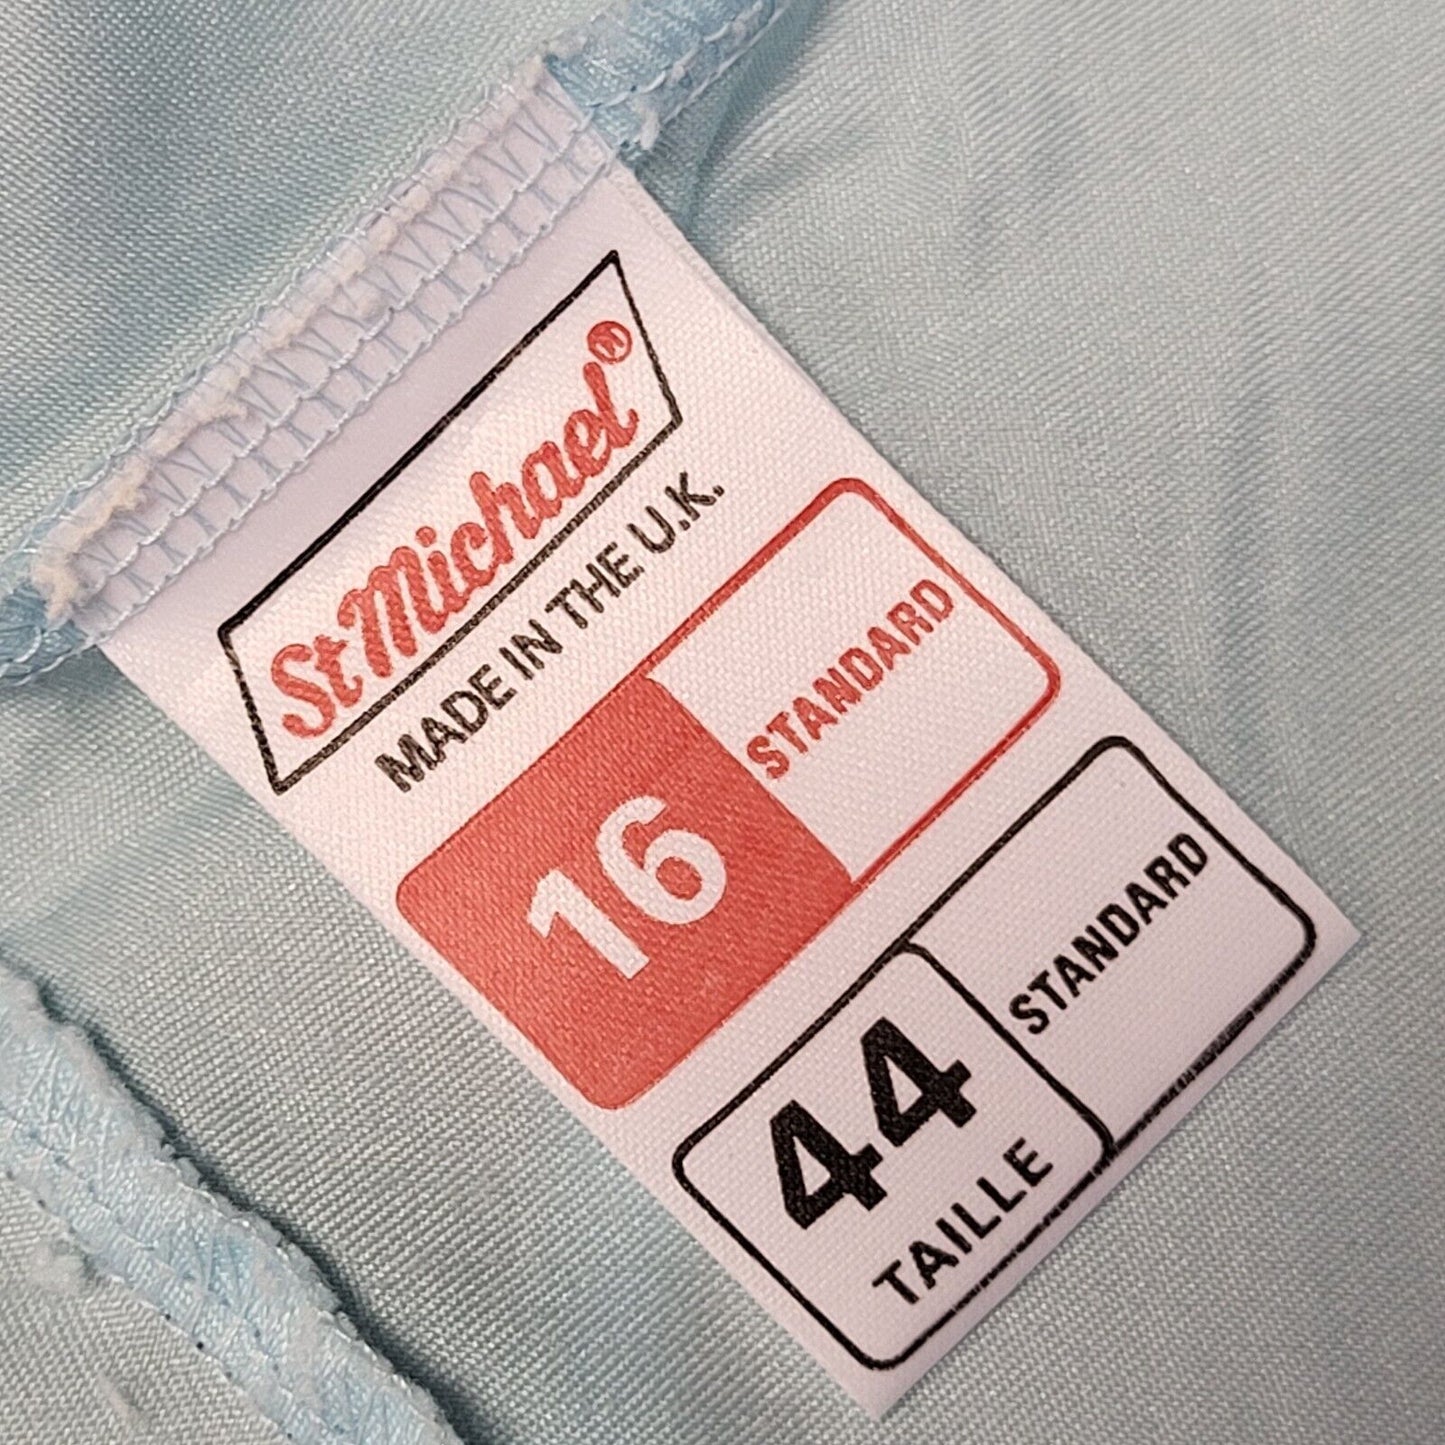 St Michael®
MADE IN THE U.K.
16 STANDARD
44 STANDARD
TAILLE